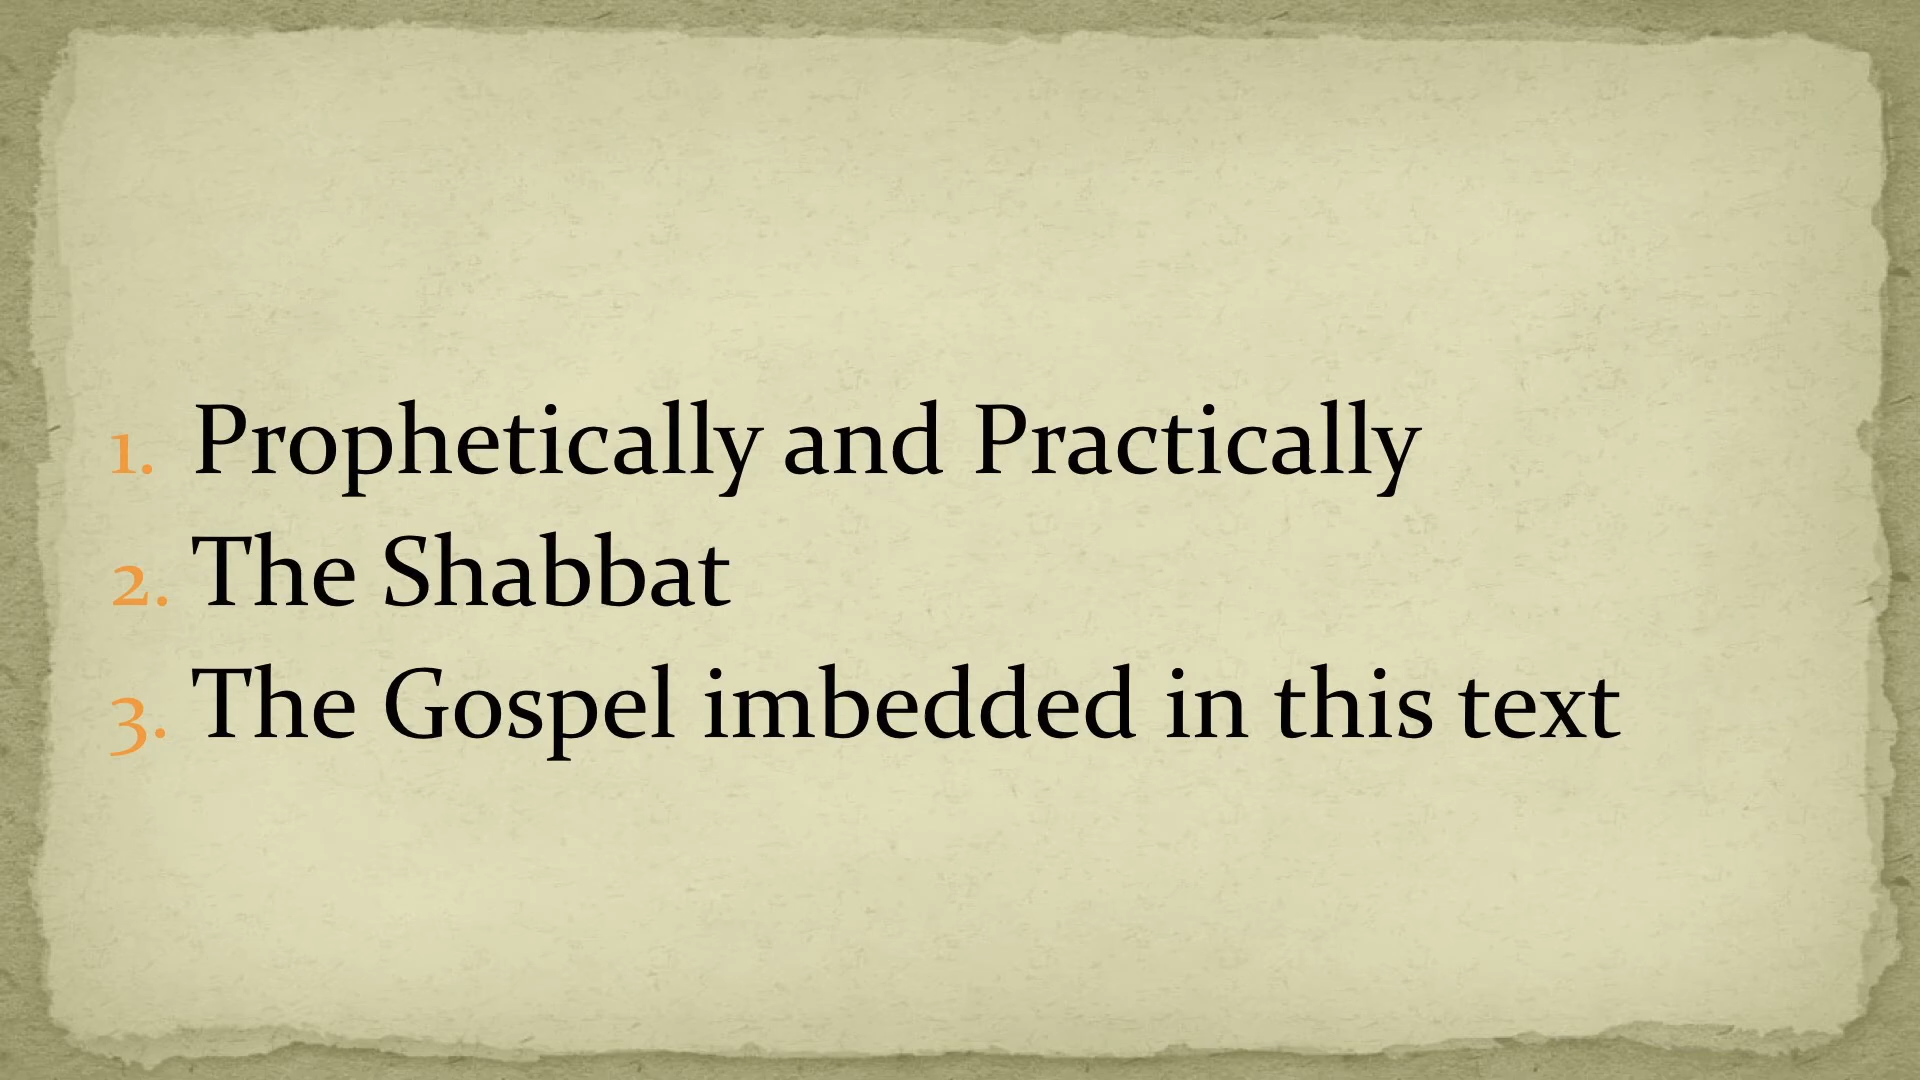 1. Prophetically and Practically
2. The Shabbat
3. The Gospel imbedded in this text